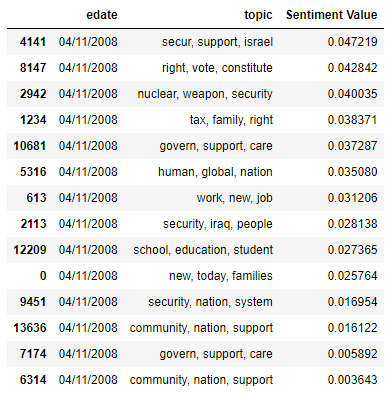 edate topic Sentiment Value
4141 04/11/2008 secur, support, israel 0.047219
8147 04/11/2008 right, vote, constitute 0.042842
2942 04/11/2008 nuclear, weapon, security 0.040035
1234 04/11/2008 tax, family, right 0.038371
10681 04/11/2008 govern, support, care 0.037287
5316 04/11/2008 human, global, nation 0.035080
613 04/11/2008 work, new, job 0.031206
2113 04/11/2008 security, iraq, people 0.028138
12209 04/11/2008 school, education, student 0.027365
0 04/11/2008 new, today, families 0.025764
9451 04/11/2008 security, nation, system 0.016954
13636 04/11/2008 community, nation, support 0.016122
7174 04/11/2008 govern, support, care 0.005892
6314 04/11/2008 community, nation, support 0.003643